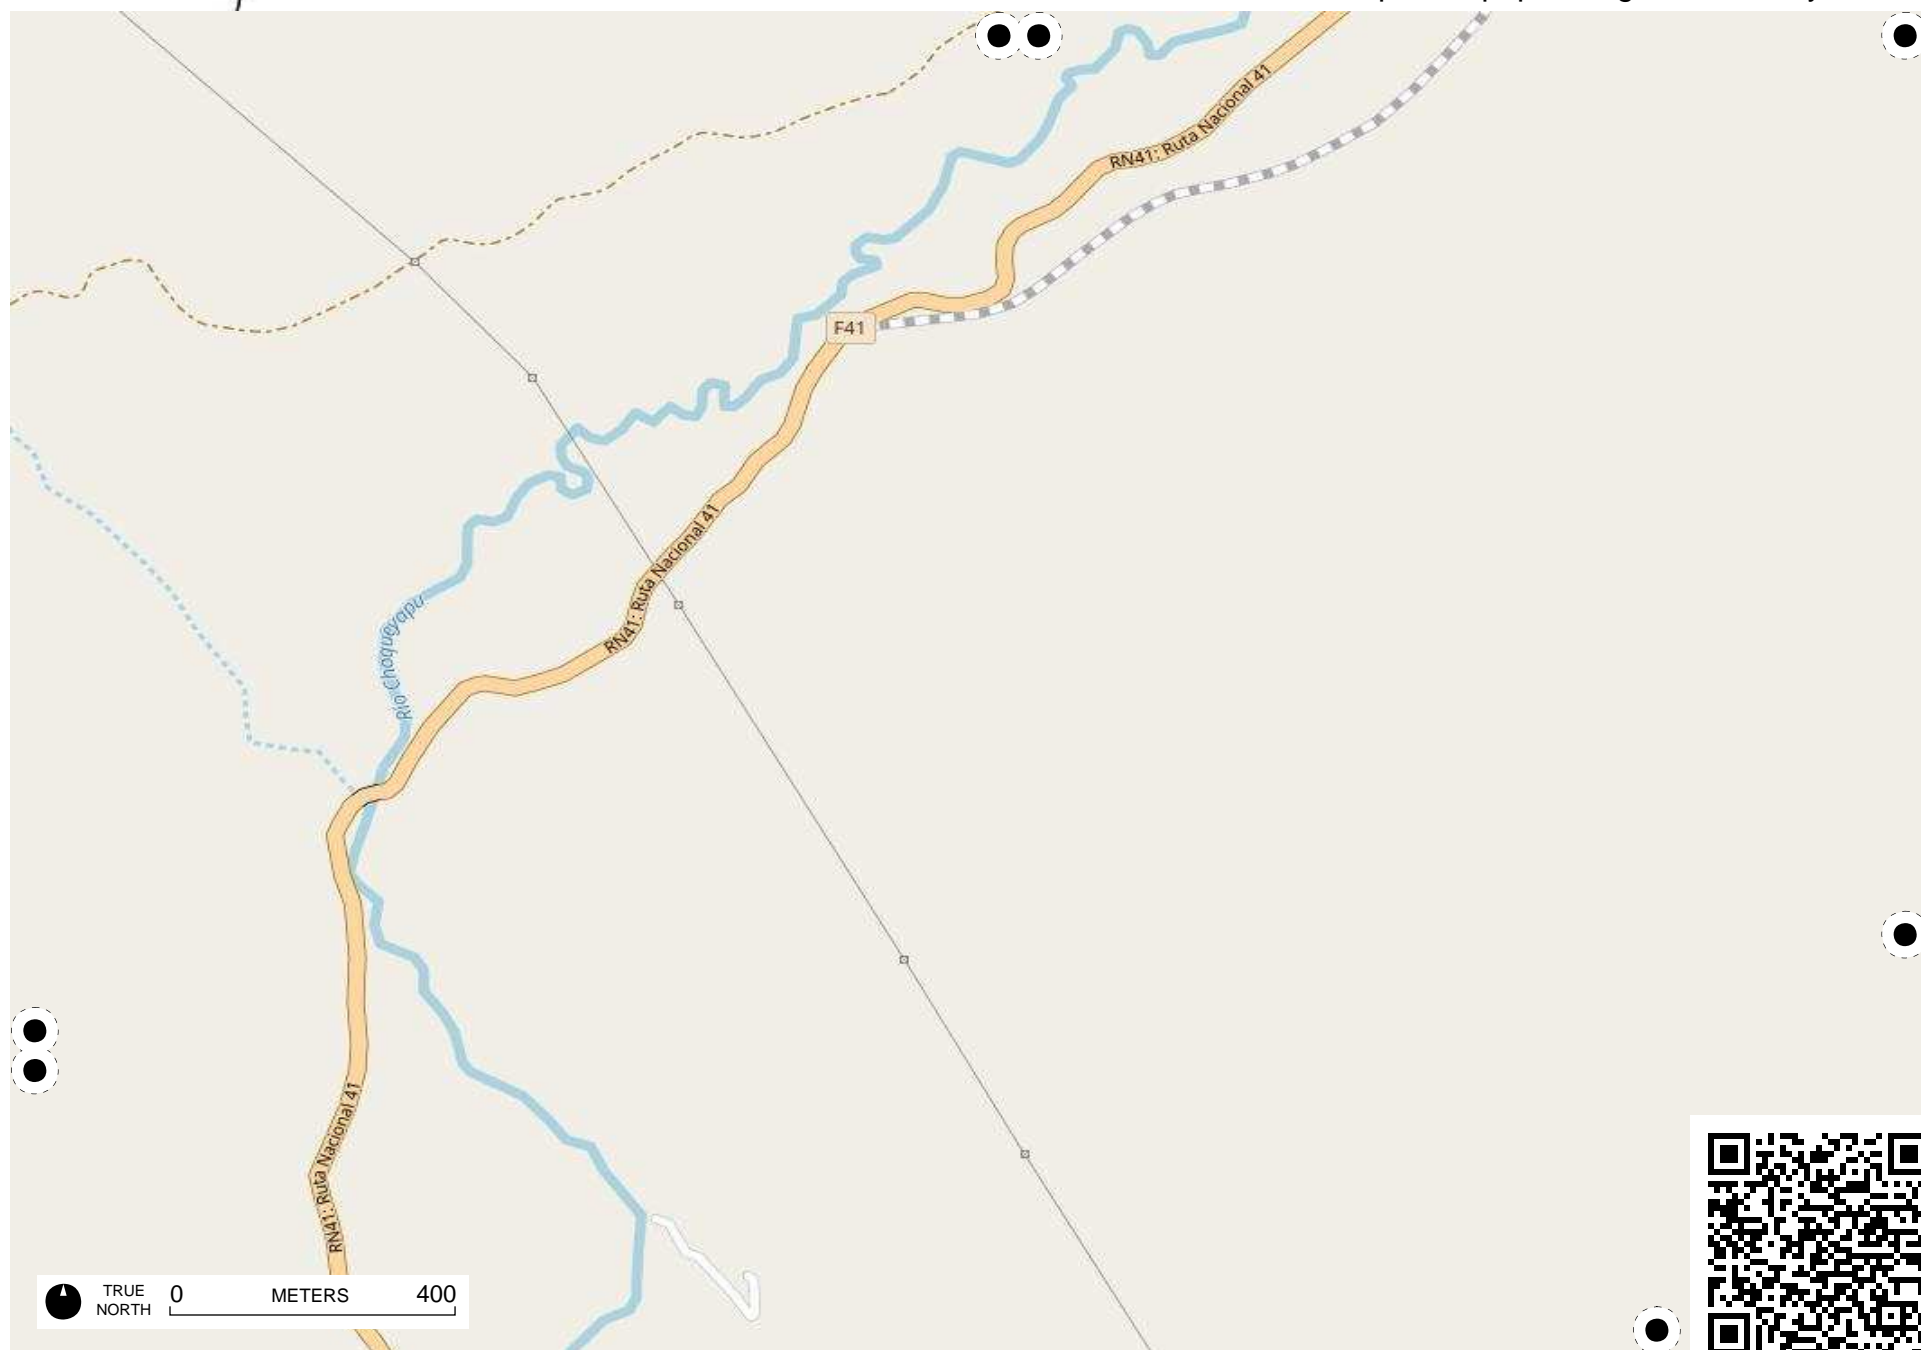 RN41: Ruta Nacional 41
F41
RN41: Ruta Nacional 41
Río Choqueyapu
RN41: Ruta Nacional 41
TRUE NORTH
0 METERS 400